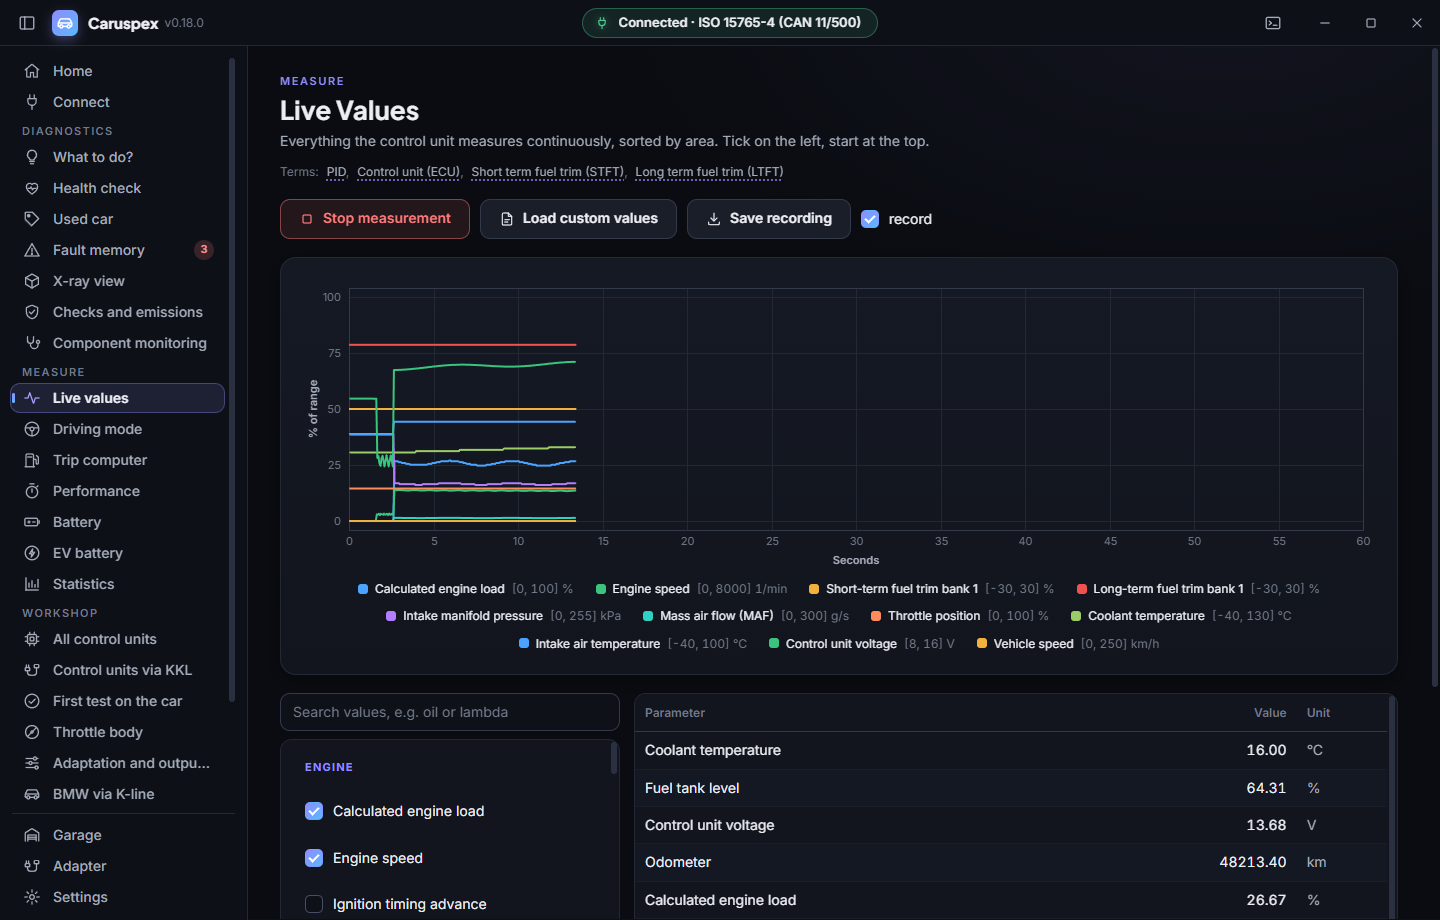 Caruspex v0.18.0
Connected · ISO 15765-4 (CAN 11/500)
Home
Connect
DIAGNOSTICS
What to do?
Health check
Used car
Fault memory 3
X-ray view
Checks and emissions
Component monitoring
MEASURE
Live values
Driving mode
Trip computer
Performance
Battery
EV battery
Statistics
WORKSHOP
All control units
Control units via KKL
First test on the car
Throttle body
Adaptation and outpu...
BMW via K-line
Garage
Adapter
Settings
MEASURE
Live Values
Everything the control unit measures continuously, sorted by area. Tick on the left, start at the top.
Terms: PID, Control unit (ECU), Short term fuel trim (STFT), Long term fuel trim (LTFT)
Stop measurement Load custom values Save recording record
100
75
50
25
0
% of range
0 5 10 15 20 25 30 35 40 45 50 55 60
Seconds
Calculated engine load [0, 100] % Engine speed [0, 8000] 1/min Short-term fuel trim bank 1 [-30, 30] % Long-term fuel trim bank 1 [-30, 30] %
Intake manifold pressure [0, 255] kPa Mass air flow (MAF) [0, 300] g/s Throttle position [0, 100] % Coolant temperature [-40, 130] °C
Intake air temperature [-40, 100] °C Control unit voltage [8, 16] V Vehicle speed [0, 250] km/h
Search values, e.g. oil or lambda
ENGINE
Calculated engine load
Engine speed
Ignition timing advance
Parameter Value Unit
Coolant temperature 16.00 °C
Fuel tank level 64.31 %
Control unit voltage 13.68 V
Odometer 48213.40 km
Calculated engine load 26.67 %